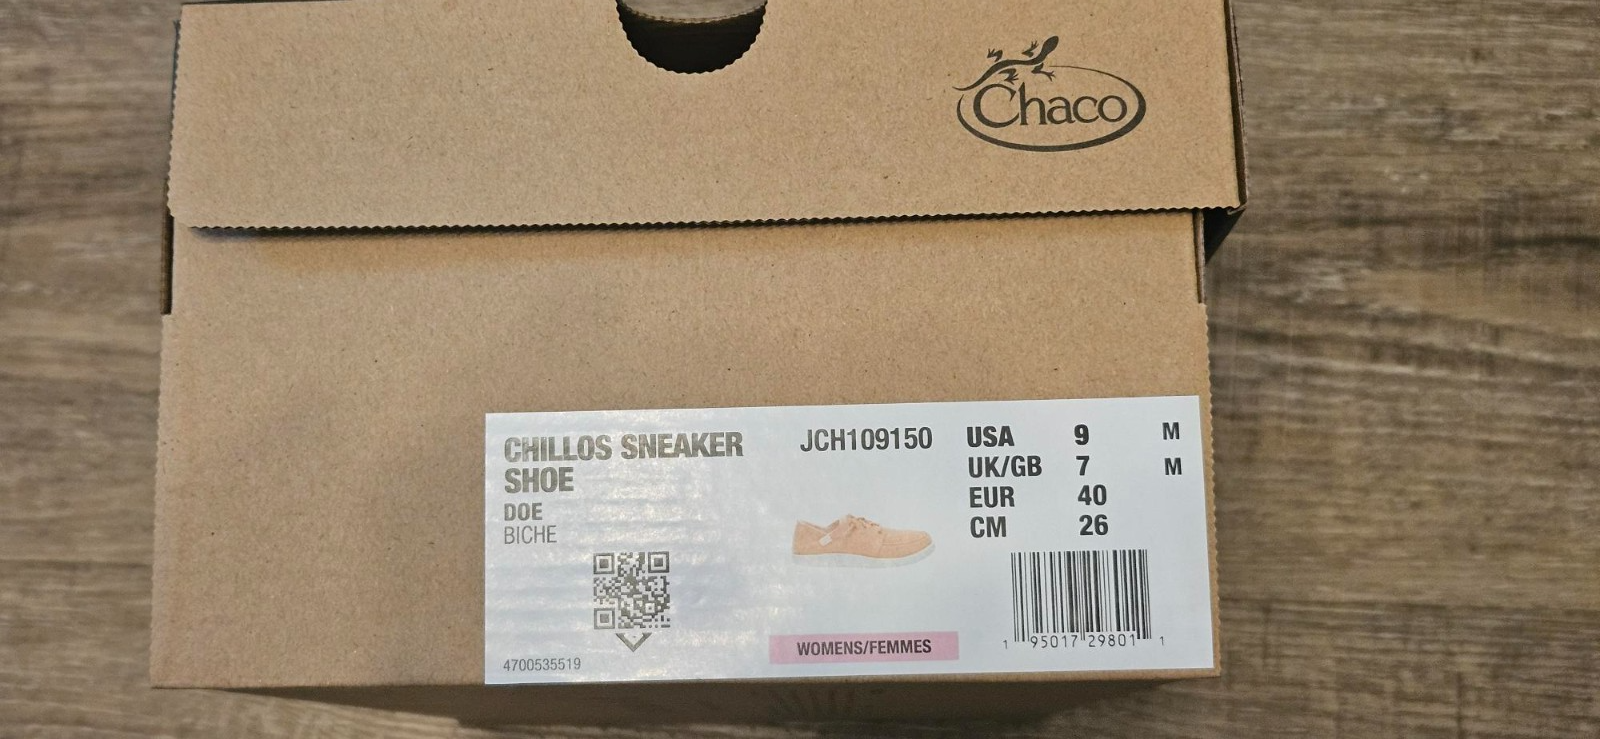 Chaco
CHILLOS SNEAKER
SHOE
DOE
BICHE
4700535519
JCH109150
WOMENS/FEMMES
USA 9 M
UK/GB 7 M
EUR 40
CM 26
1 95017 29801 1